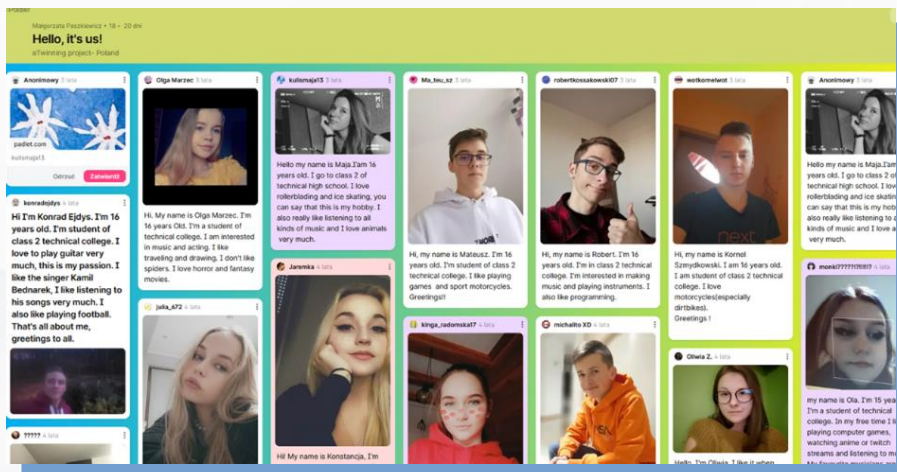 Padlet
Małgorzata Paszkiewicz • 18 • 20 dni
Hello, it's us!
eTwinning project- Poland
Anonimowy 3 lata
padlet.com
kulismaja13
Odrzuć Zatwierdź
konradejdys 4 lata
Hi I'm Konrad Ejdys. I'm 16
years old. I'm student of
class 2 technical college. I
love to play guitar very
much, this is my passion. I
like the singer Kamil
Bednarek, I like listening to
his songs very much. I
also really like playing football.
That's all about me,
greetings to all.
????? 4 lata
Olga Marzec 3 lata
Hi. My name is Olga Marzec. I'm
16 years Old. I'm a student of
technical college. I am interested
in music and acting. I like
traveling and drawing. I don't like
spiders. I love horror and fantasy
movies.
julia_672 4 lata
kulismaja13 3 lata
Hello my name is Maja.I'am 16
years old. I go to class 2 of
technical high school. I love
rollerblading and ice skating, you
can say that this is my hobby. I
also really like listening to all
kinds of music and I love animals
very much.
Jaremka 4 lata
Hi! My name is Konstancja, I'm
Ma_teu_sz 4 lata
Hi, my name is Mateusz. I'm 16
years old. I'm student of class 2
technical college. I like playing
games and sport motorcycles.
Greetings!!
kinga_radomska17 4 lata
robertkossakowski07 3 lata
Hi, my name is Robert. I'm 16
years old. I'm in class 2 technical
college. I'm interested in making
music and playing instruments. I
also like programming.
michalito XD 4 lata
wotkornelwot 3 lata
next
Hi, my name is Kornel
Szmydkowski. I am 16 years old.
I am student of class 2 technical
college. I love
motorcycles(especially
dirtbikes).
Greetings !
Oliwia Z. 4 lata
Hello, I'm Oliwia. I like it when
Anonimowy 3 lata
Hello my name is Maja.I'am
years old. I go to class 2 of
technical high school. I love
rollerblading and ice skating
can say that this is my hob
also really like listening to a
kinds of music and I love a
very much.
my name is Ola. I'm 15 yea
I'm a student of technical
college. In my free time I li
playing computer games,
watching anime or twitch
streams and listening to m